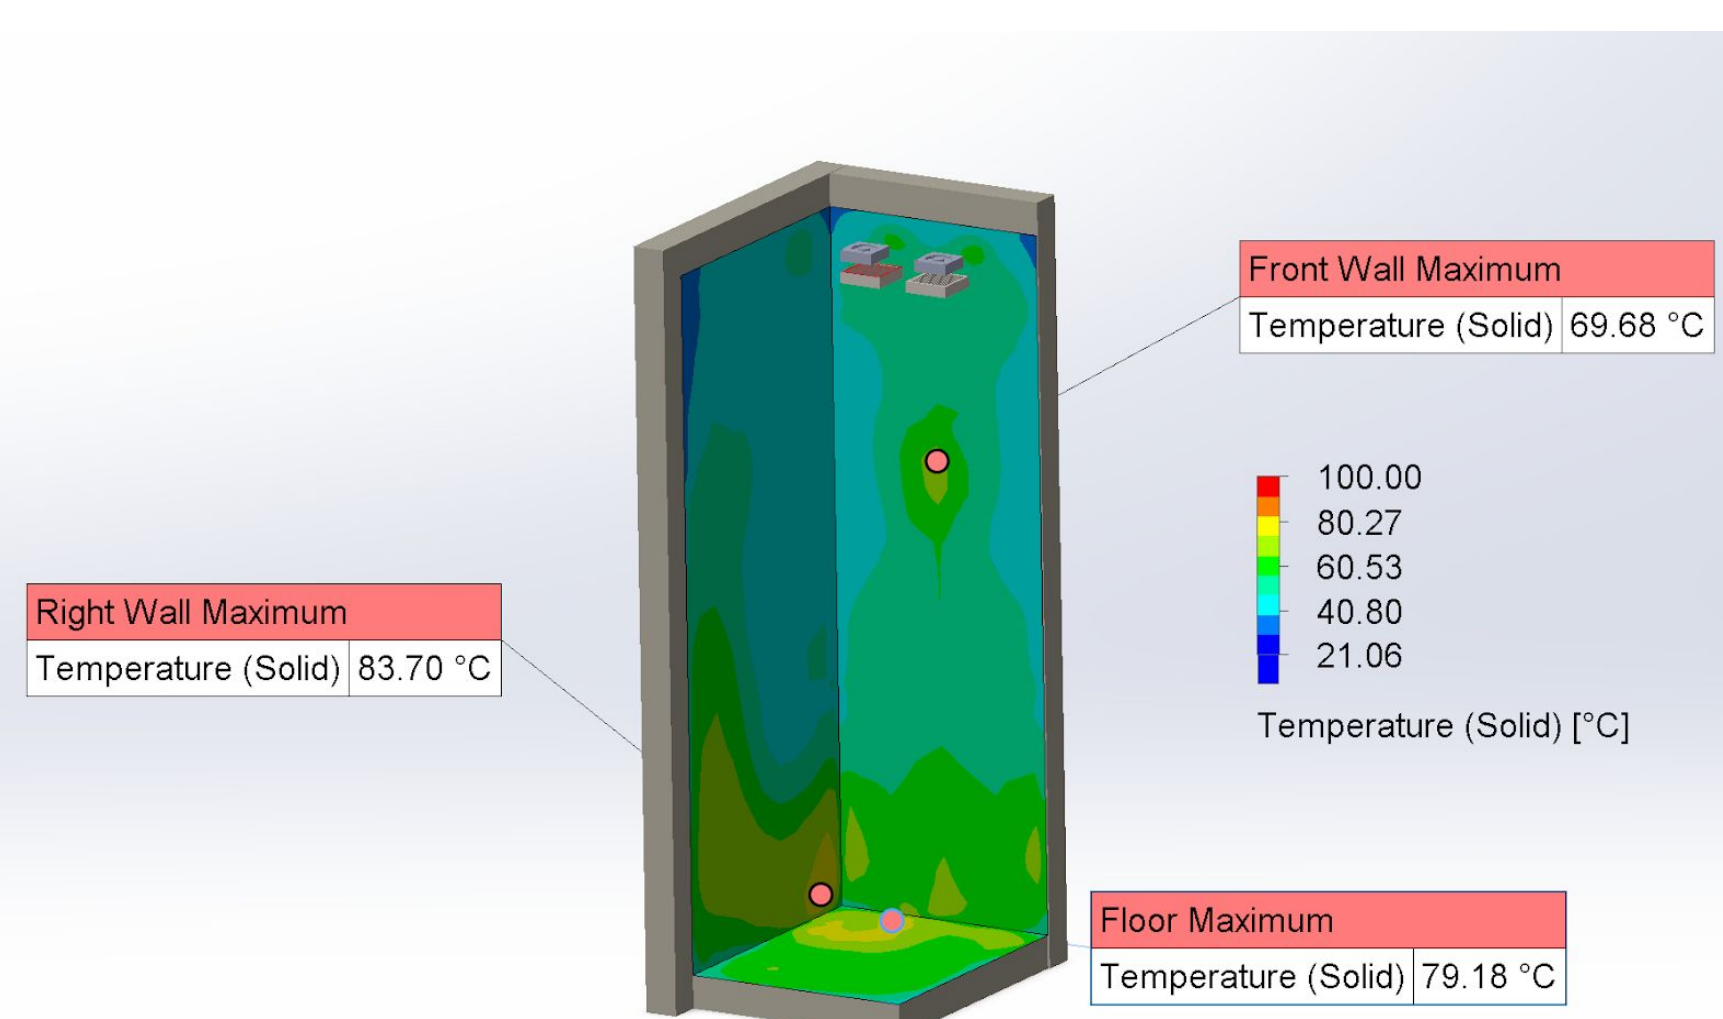 Front Wall Maximum
Temperature (Solid) 69.68 °C
100.00
80.27
60.53
40.80
21.06
Temperature (Solid) [°C]
Right Wall Maximum
Temperature (Solid) 83.70 °C
Floor Maximum
Temperature (Solid) 79.18 °C